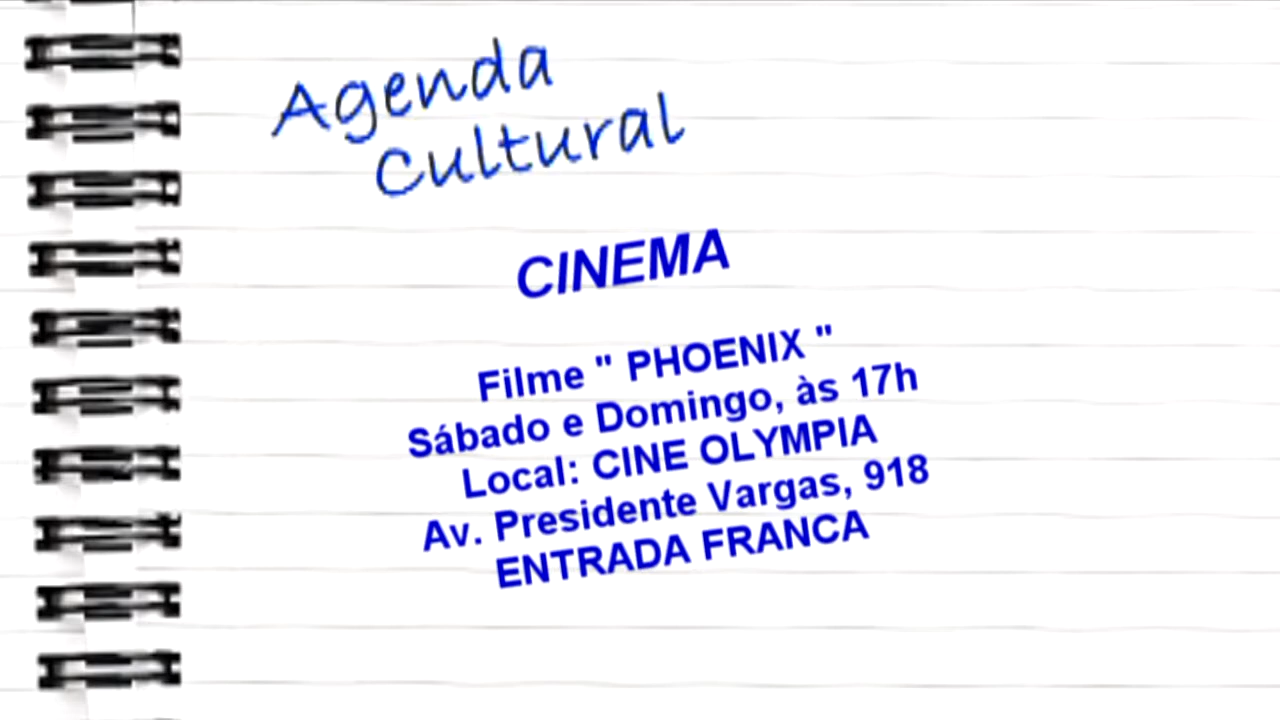 Agenda
Cultural
CINEMA
Filme " PHOENIX "
Sábado e Domingo, às 17h
Local: CINE OLYMPIA
Av. Presidente Vargas, 918
ENTRADA FRANCA